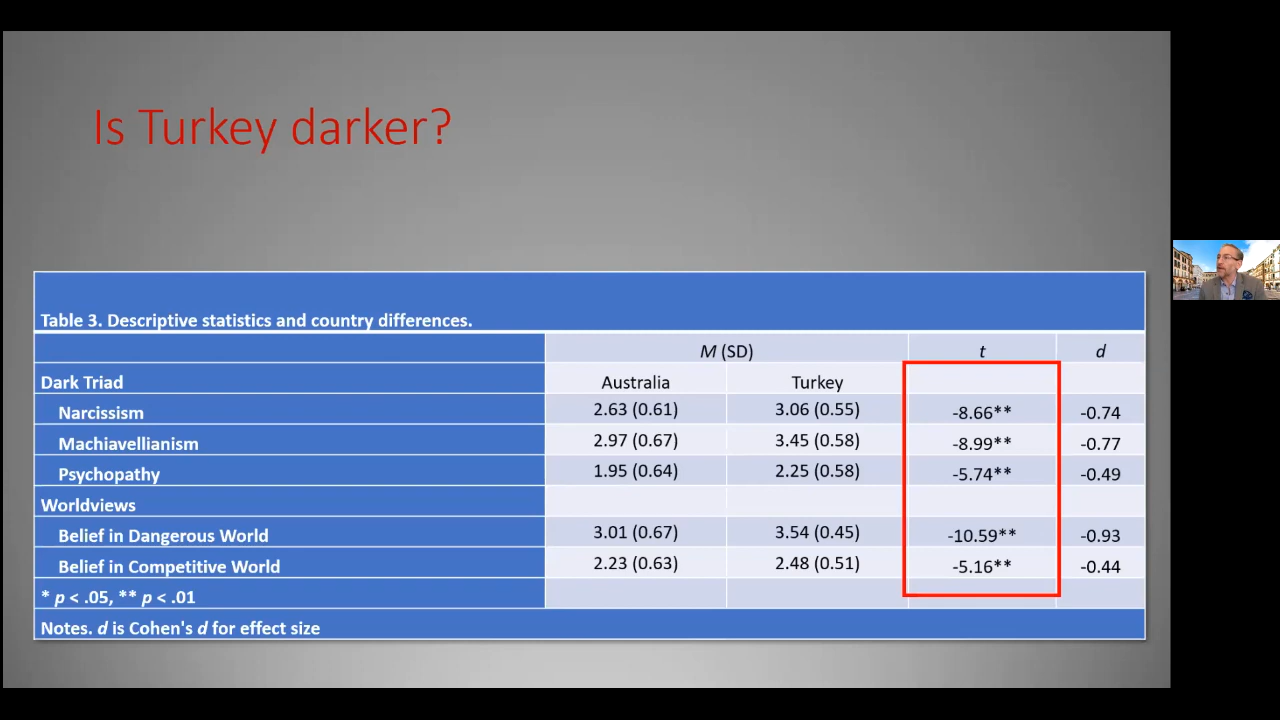 Is Turkey darker?
Table 3. Descriptive statistics and country differences.
M (SD) t d
Dark Triad Australia Turkey
Narcissism 2.63 (0.61) 3.06 (0.55) -8.66** -0.74
Machiavellianism 2.97 (0.67) 3.45 (0.58) -8.99** -0.77
Psychopathy 1.95 (0.64) 2.25 (0.58) -5.74** -0.49
Worldviews
Belief in Dangerous World 3.01 (0.67) 3.54 (0.45) -10.59** -0.93
Belief in Competitive World 2.23 (0.63) 2.48 (0.51) -5.16** -0.44
* p < .05, ** p < .01
Notes. d is Cohen's d for effect size